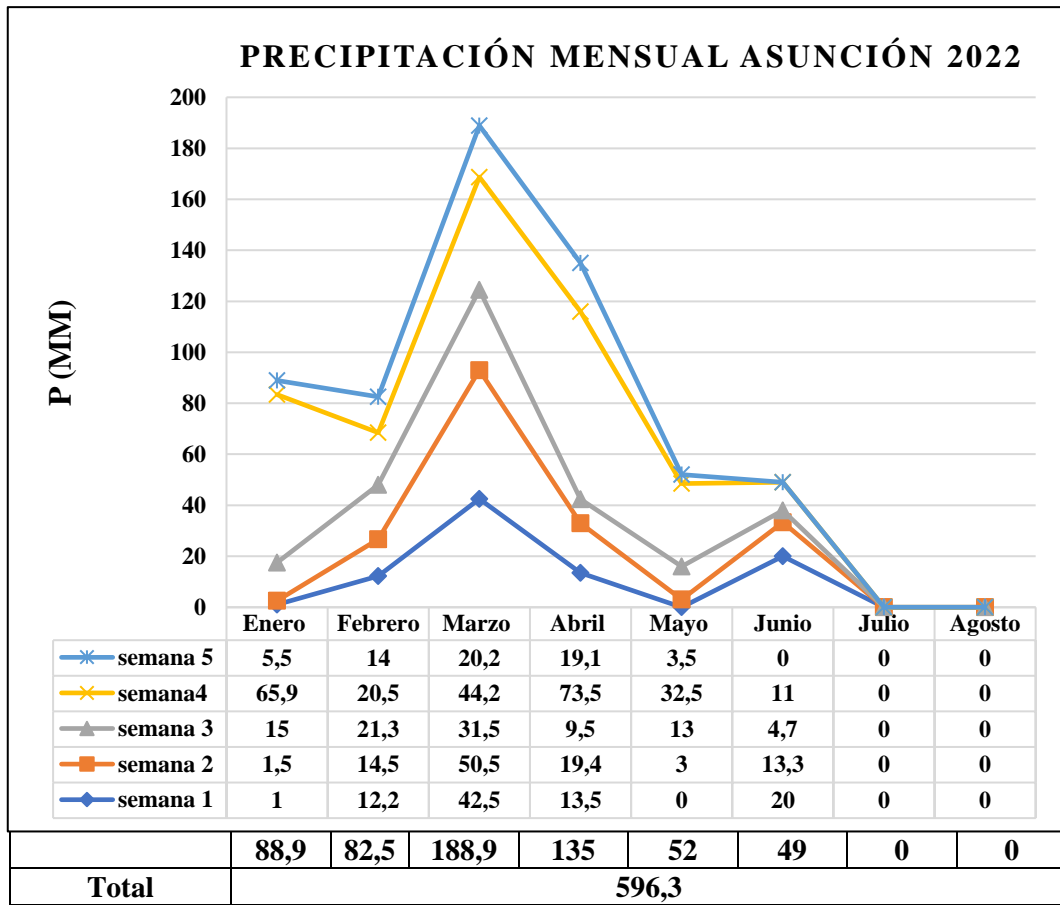 PRECIPITACIÓN MENSUAL ASUNCIÓN 2022
P (MM)
200
180
160
140
120
100
80
60
40
20
0
Enero Febrero Marzo Abril Mayo Junio Julio Agosto
semana 5 5,5 14 20,2 19,1 3,5 0 0 0
semana4 65,9 20,5 44,2 73,5 32,5 11 0 0
semana 3 15 21,3 31,5 9,5 13 4,7 0 0
semana 2 1,5 14,5 50,5 19,4 3 13,3 0 0
semana 1 1 12,2 42,5 13,5 0 20 0 0
88,9 82,5 188,9 135 52 49 0 0
Total 596,3